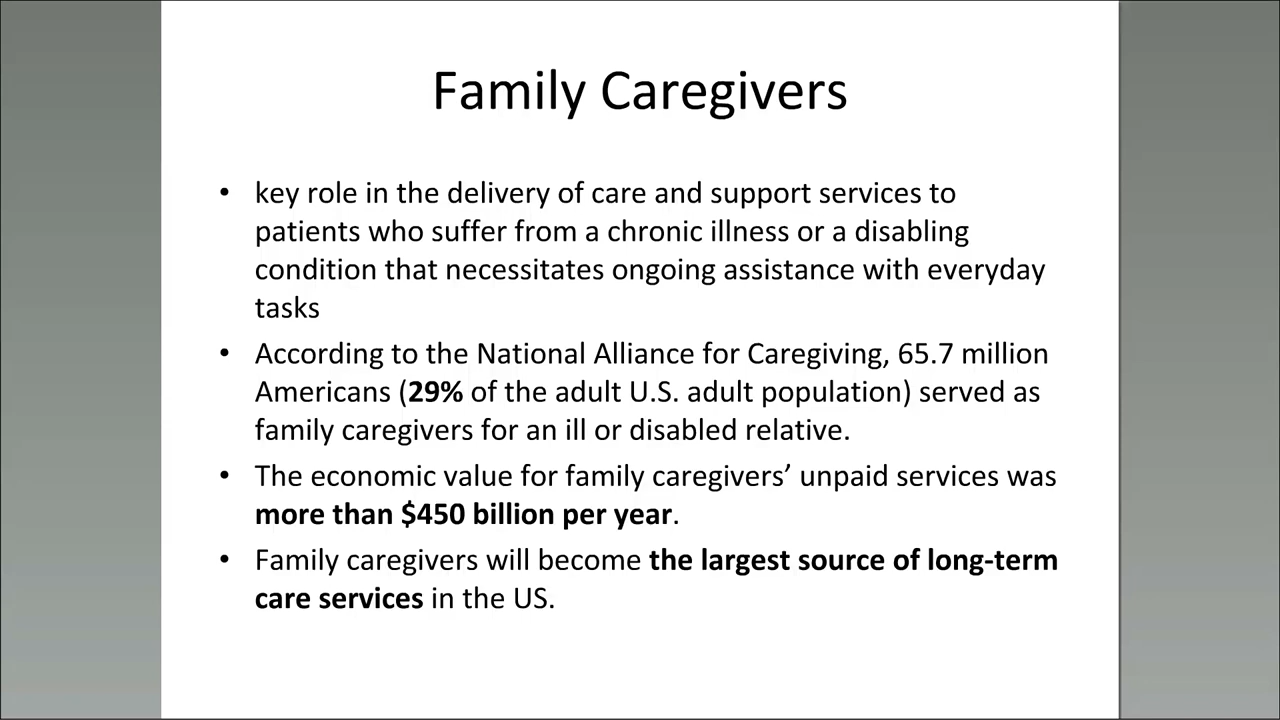 Family Caregivers
• key role in the delivery of care and support services to
patients who suffer from a chronic illness or a disabling
condition that necessitates ongoing assistance with everyday
tasks
• According to the National Alliance for Caregiving, 65.7 million
Americans (29% of the adult U.S. adult population) served as
family caregivers for an ill or disabled relative.
• The economic value for family caregivers’ unpaid services was
more than $450 billion per year.
• Family caregivers will become the largest source of long-term
care services in the US.